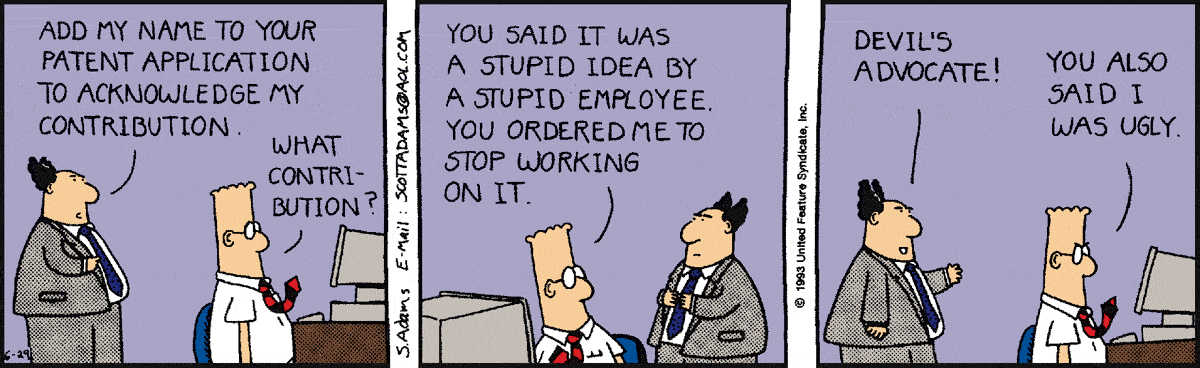 ADD MY NAME TO YOUR
PATENT APPLICATION
TO ACKNOWLEDGE MY
CONTRIBUTION.
WHAT
CONTRI-
BUTION?
6-29
S.Adams E-Mail: SCOTTADAMS@AOL.COM
YOU SAID IT WAS
A STUPID IDEA BY
A STUPID EMPLOYEE.
YOU ORDERED ME TO
STOP WORKING
ON IT.
© 1993 United Feature Syndicate, Inc.
DEVIL'S
ADVOCATE!
YOU ALSO
SAID I
WAS UGLY.